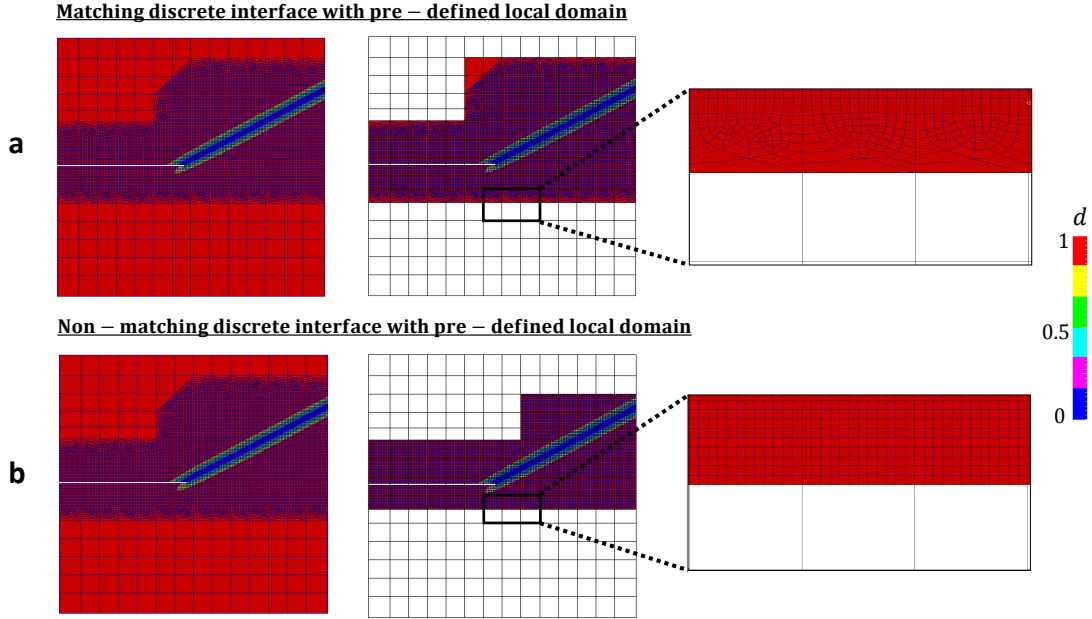 Matching discrete interface with pre − defined local domain
a
d
1
0.5
0
Non − matching discrete interface with pre − defined local domain
b